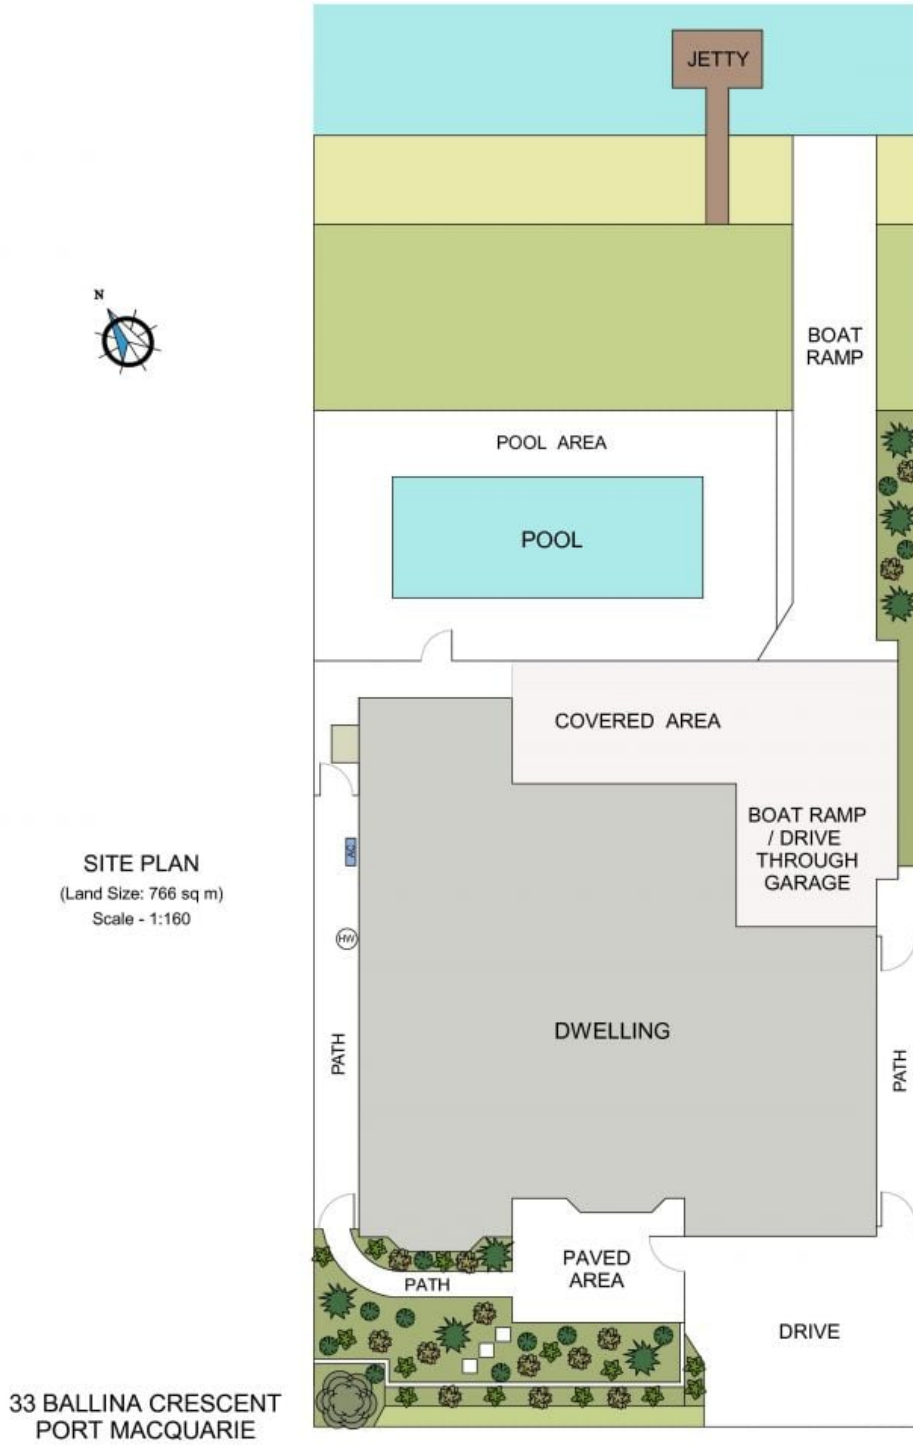 JETTY
N
BOAT
RAMP
POOL AREA
POOL
COVERED AREA
BOAT RAMP
/ DRIVE
THROUGH
GARAGE
SITE PLAN
(Land Size: 766 sq m)
Scale - 1:160
AC
HW
DWELLING
PATH
PATH
PAVED
AREA
PATH
DRIVE
33 BALLINA CRESCENT
PORT MACQUARIE